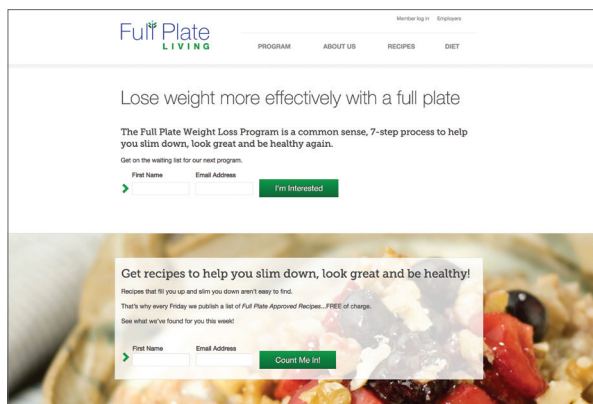 Member log in Employers
Full Plate
LIVING
PROGRAM ABOUT US RECIPES DIET
Lose weight more effectively with a full plate
The Full Plate Weight Loss Program is a common sense, 7-step process to help
you slim down, look great and be healthy again.
Get on the waiting list for our next program.
First Name Email Address
I'm Interested
Get recipes to help you slim down, look great and be healthy!
Recipes that fill you up and slim you down aren't easy to find.
That's why every Friday we publish a list of Full Plate Approved Recipes...FREE of charge.
See what we've found for you this week!
First Name Email Address
Count Me In!